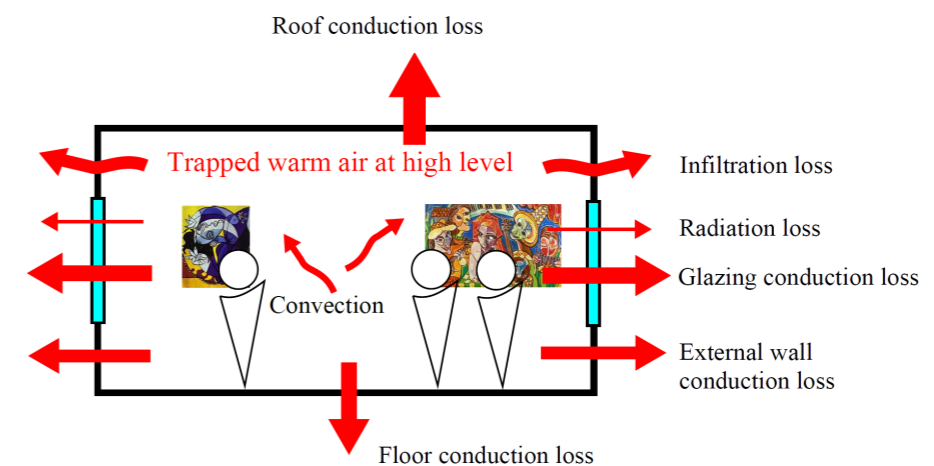 Roof conduction loss
Trapped warm air at high level
Infiltration loss
Radiation loss
Glazing conduction loss
Convection
External wall
conduction loss
Floor conduction loss